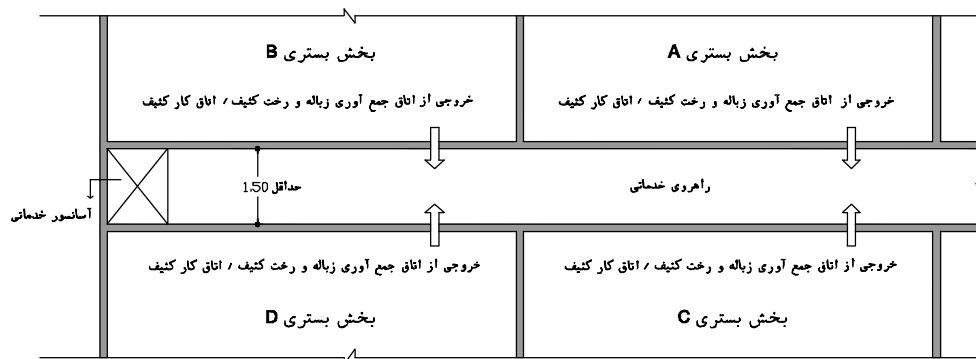 بخش بستری A
بخش بستری B
خروجی از اتاق جمع آوری زباله و رخت کثیف / اتاق کار کثیف
خروجی از اتاق جمع آوری زباله و رخت کثیف / اتاق کار کثیف
راهروی خدماتی
حداقل 1.50
آسانسور خدماتی
خروجی از اتاق جمع آوری زباله و رخت کثیف / اتاق کار کثیف
خروجی از اتاق جمع آوری زباله و رخت کثیف / اتاق کار کثیف
بخش بستری C
بخش بستری D